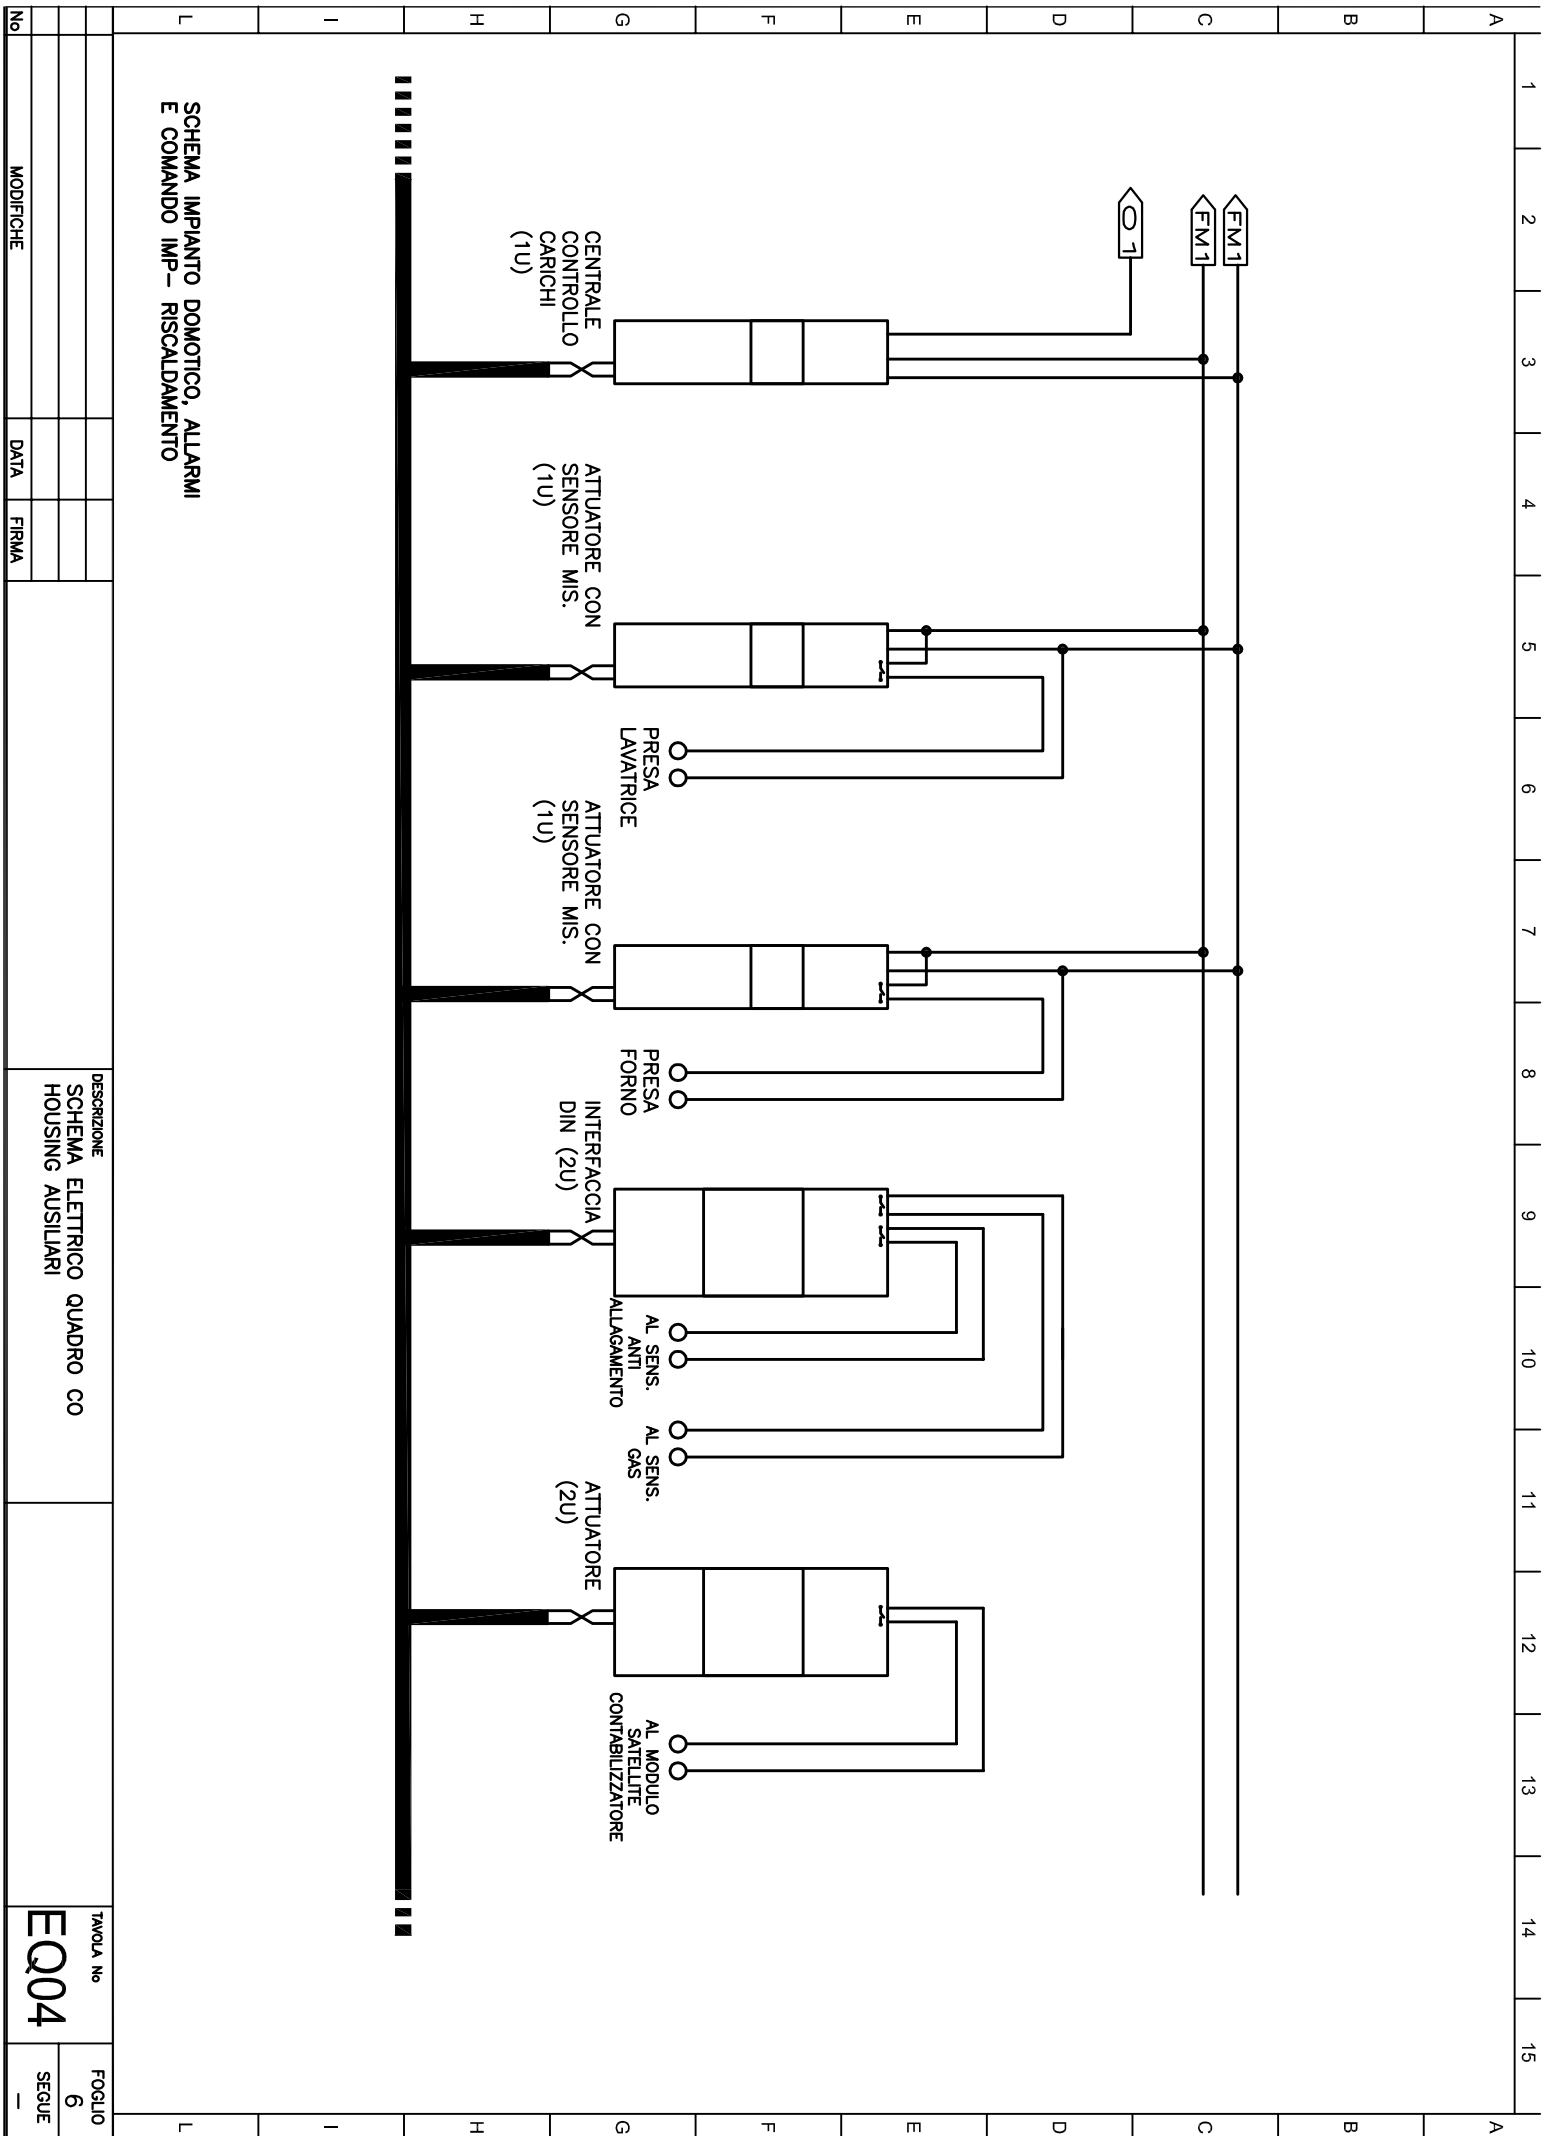 1
2
3
4
5
6
7
8
9
10
11
12
13
14
15
A
A
B
B
C
C
D
D
E
E
F
F
G
G
H
H
I
I
L
L
FM1
FM1
O 1
CENTRALE
CONTROLLO
CARICHI
(1U)
ATTUATORE CON
SENSORE MIS.
(1U)
PRESA
LAVATRICE
ATTUATORE CON
SENSORE MIS.
(1U)
PRESA
FORNO
INTERFACCIA
DIN (2U)
AL SENS.
ANTI
ALLAGAMENTO
AL SENS.
GAS
ATTUATORE
(2U)
AL MODULO
SATELLITE
CONTABILIZZATORE
SCHEMA IMPIANTO DOMOTICO, ALLARMI
E COMANDO IMP- RISCALDAMENTO
No
MODIFICHE
DATA
FIRMA
DESCRIZIONE
SCHEMA ELETTRICO QUADRO CO
HOUSING AUSILIARI
TAVOLA No
EQ04
FOGLIO
6
SEGUE
-